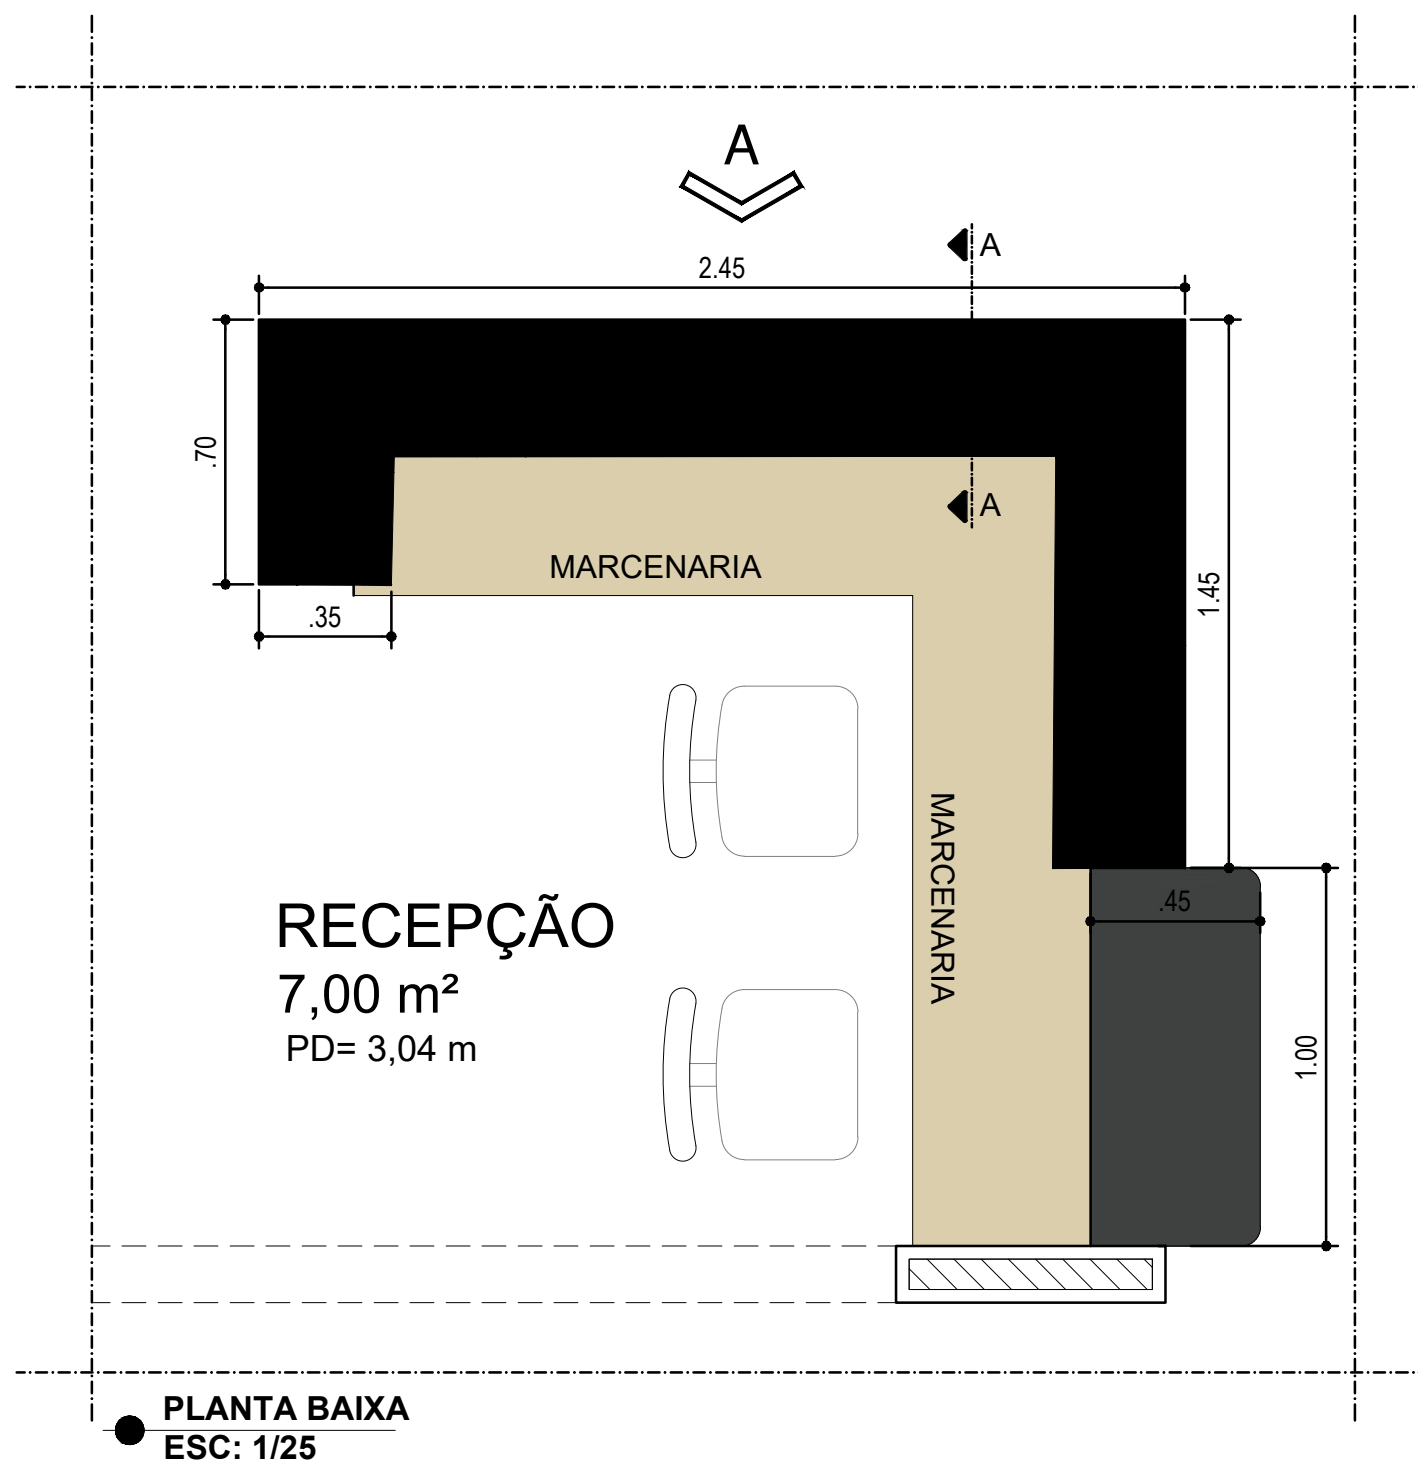 A
A
2.45
.70
A
MARCENARIA
1.45
.35
MARCENARIA
.45
RECEPÇÃO
7,00 m²
PD= 3,04 m
1.00
PLANTA BAIXA
ESC: 1/25